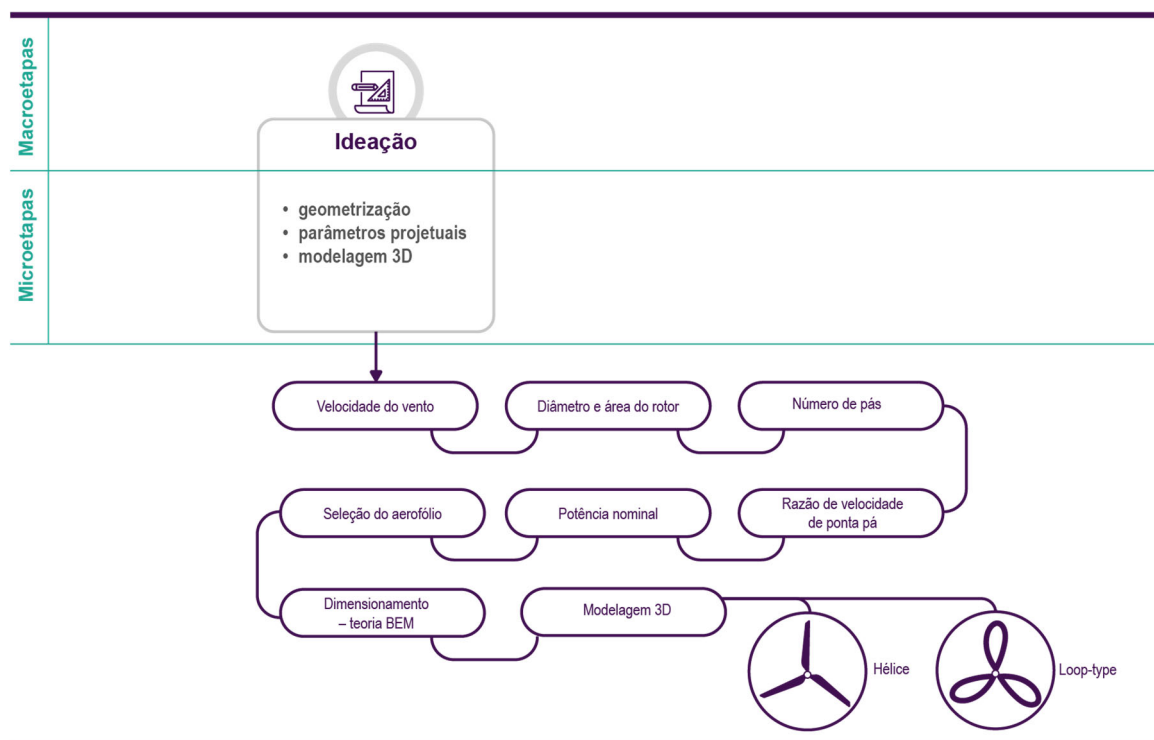 Macroetapas
Ideação
Microetapas
• geometrização
• parâmetros projetuais
• modelagem 3D
Velocidade do vento
Diâmetro e área do rotor
Número de pás
Razão de velocidade
de ponta pá
Potência nominal
Seleção do aerofólio
Dimensionamento
– teoria BEM
Modelagem 3D
Hélice
Loop-type